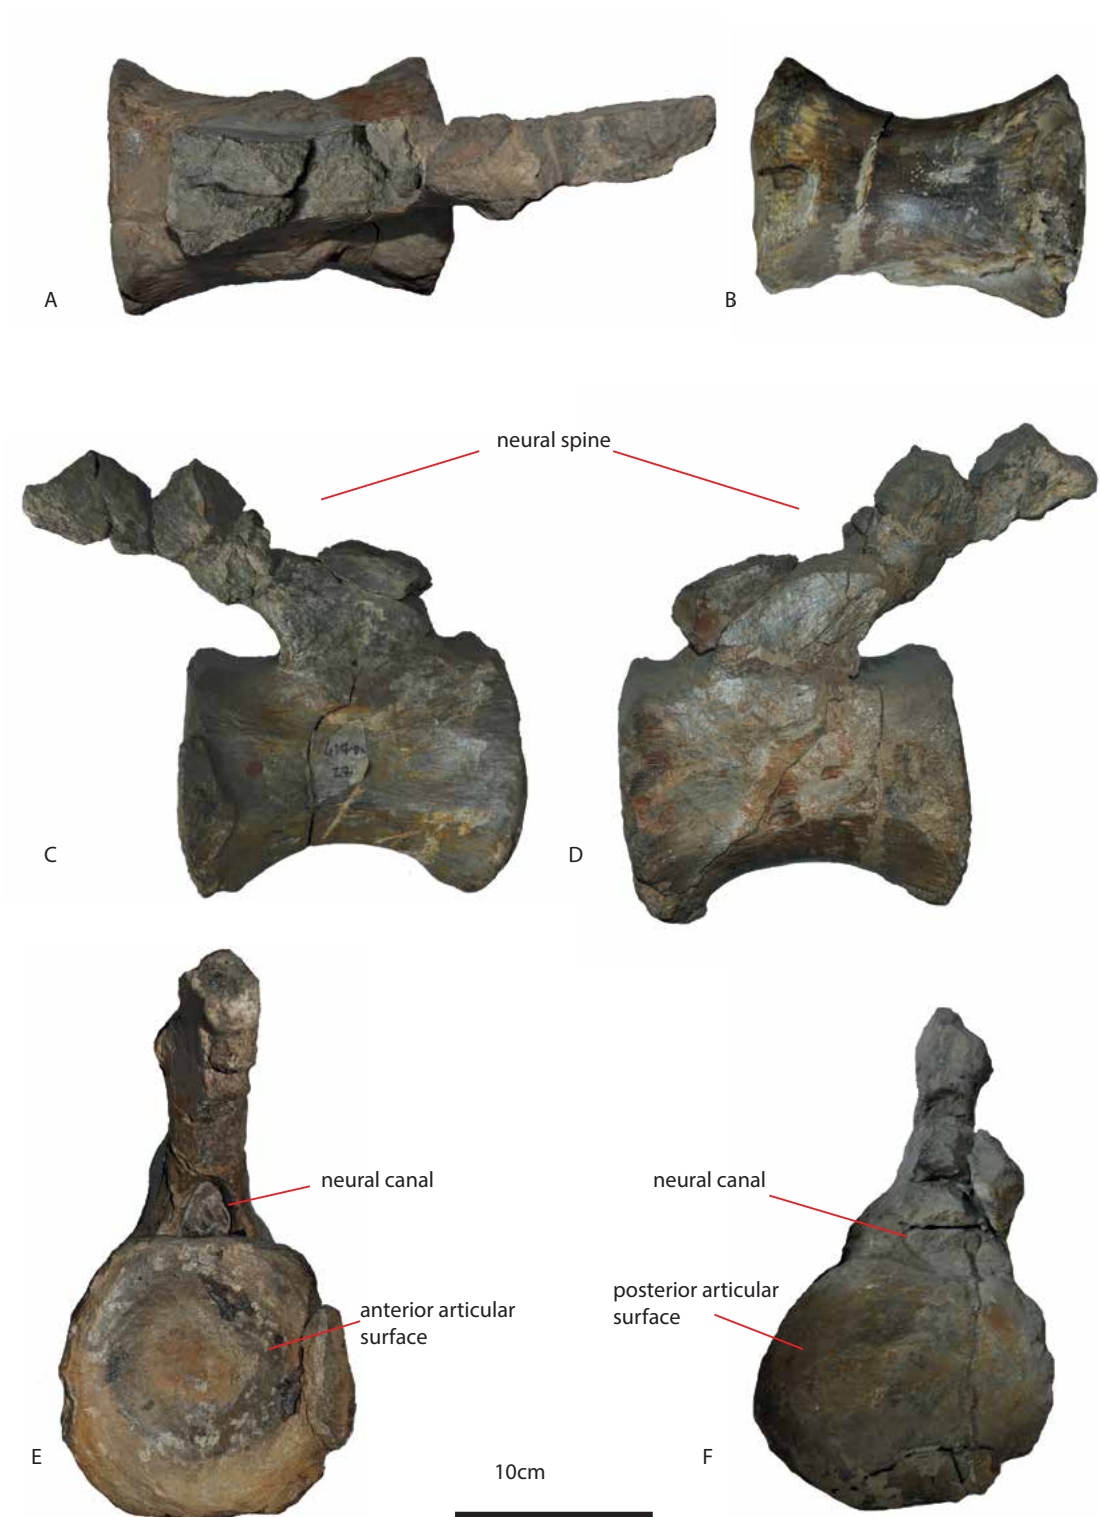 A
B
neural spine
C
D
neural canal
neural canal
anterior articular
surface
posterior articular
surface
E
F
10cm